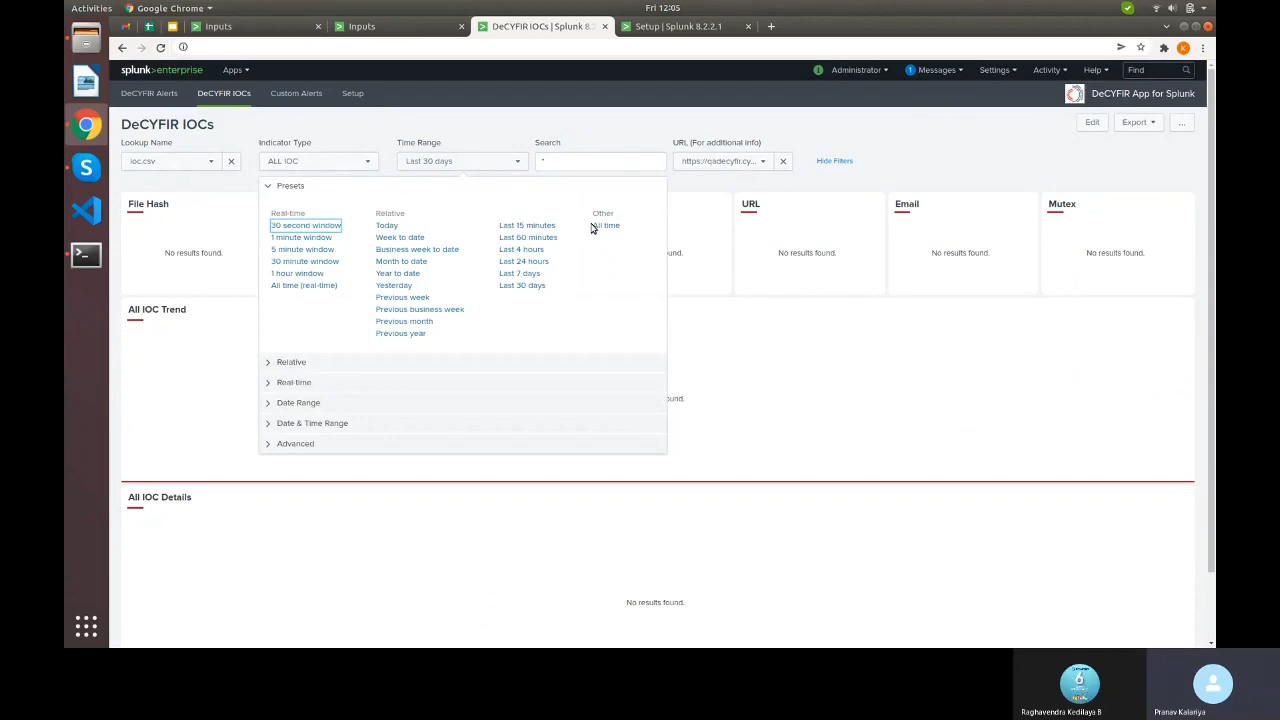 Activities
Google Chrome
Fri 12:05
Inputs
Inputs
DeCYFIR IOCs | Splunk 8.2
Setup | Splunk 8.2.2.1
splunk>enterprise
Apps
Administrator
1 Messages
Settings
Activity
Help
Find
DeCYFIR Alerts
DeCYFIR IOCs
Custom Alerts
Setup
DeCYFIR App for Splunk
DeCYFIR IOCs
Edit
Export
...
Lookup Name
Indicator Type
Time Range
Search
URL (For additional info)
ioc.csv
ALL IOC
Last 30 days
*
https://qadecyfir.cy...
Hide Filters
Presets
Real-time
30 second window
1 minute window
5 minute window
30 minute window
1 hour window
All time (real-time)
Relative
Today
Week to date
Business week to date
Month to date
Year to date
Yesterday
Previous week
Previous business week
Previous month
Previous year
Last 15 minutes
Last 60 minutes
Last 4 hours
Last 24 hours
Last 7 days
Last 30 days
Other
All time
Relative
Real-time
Date Range
Date & Time Range
Advanced
File Hash
No results found.
ound.
URL
No results found.
Email
No results found.
Mutex
No results found.
All IOC Trend
ound.
All IOC Details
No results found.
6
Raghavendra Kedilaya B
Pranav Kalariya